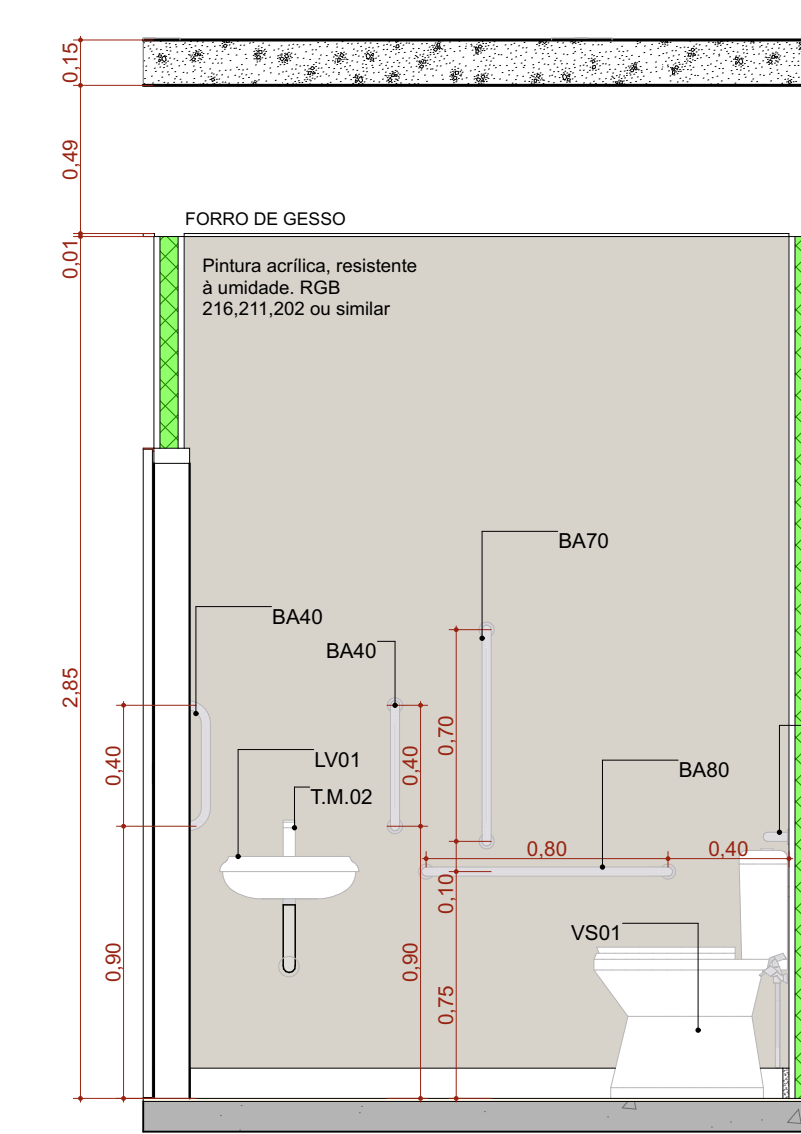 0,15
0,49
FORRO DE GESSO
0,01
Pintura acrílica, resistente
à umidade. RGB
216,211,202 ou similar
BA70
BA40
BA40
2,85
0,70
0,40
LV01
0,40
BA80
T.M.02
0,80
0,40
0,10
VS01
0,90
0,90
0,75